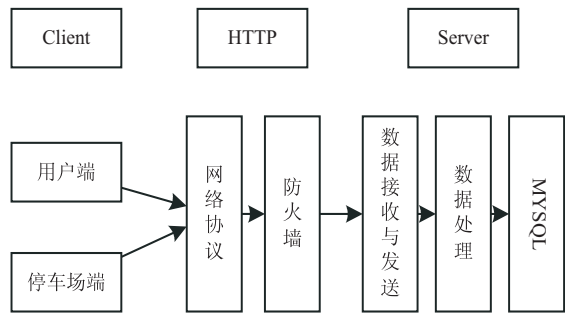 Client
HTTP
Server
用户端
停车场端
网络协议
防火墙
数据接收与发送
数据处理
MYSQL